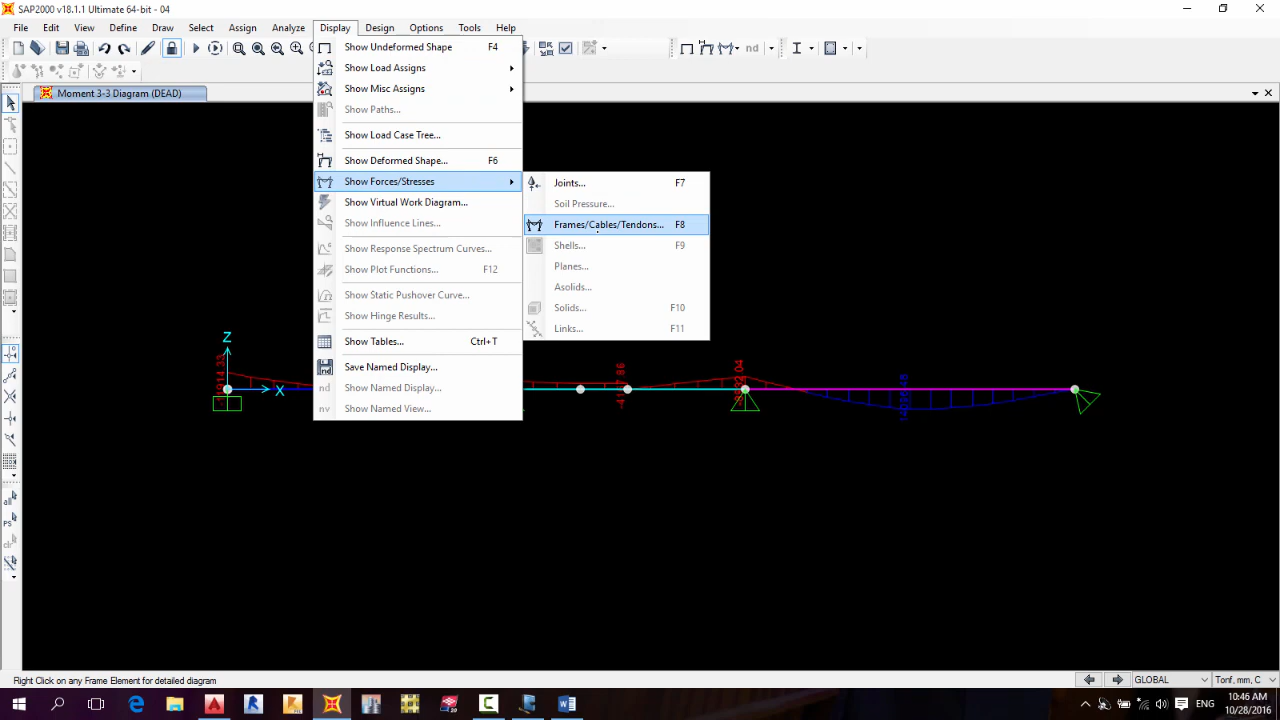 SAP2000 v18.1.1 Ultimate 64-bit - 04
File Edit View Define Draw Select Assign Analyze Display Design Options Tools Help
nd
Moment 3-3 Diagram (DEAD)
Show Undeformed Shape F4
Show Load Assigns
Show Misc Assigns
Show Paths...
Show Load Case Tree...
Show Deformed Shape... F6
Show Forces/Stresses
Show Virtual Work Diagram...
Show Influence Lines...
Show Response Spectrum Curves...
Show Plot Functions... F12
Show Static Pushover Curve...
Show Hinge Results...
Show Tables... Ctrl+T
Save Named Display...
nd Show Named Display...
nv Show Named View...
Joints... F7
Soil Pressure...
Frames/Cables/Tendons... F8
Shells... F9
Planes...
Asolids...
Solids... F10
Links... F11
Z
X
all
PS
clr
Right Click on any Frame Element for detailed diagram
GLOBAL
Tonf, mm, C
ENG
10:46 AM
10/28/2016